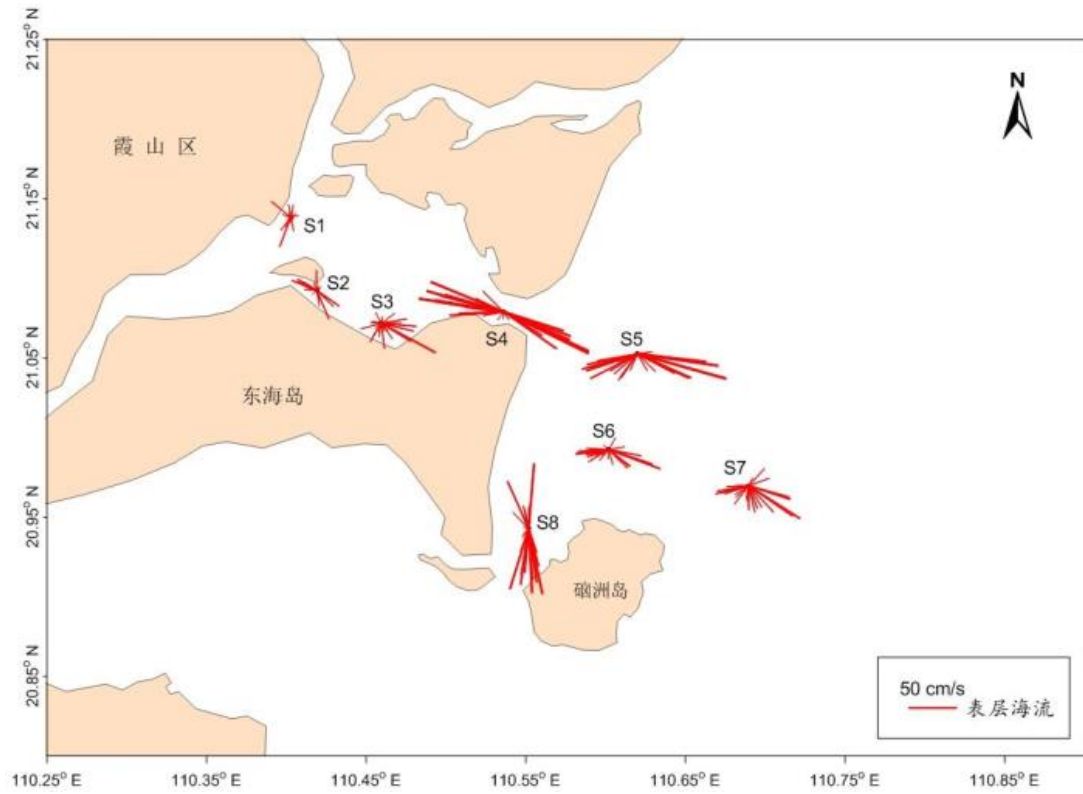 21.25° N
N
霞山区
21.15° N
S1
S2
S3
S4
S5
21.05° N
东海岛
S6
S7
20.95° N
S8
硇洲岛
20.85° N
50 cm/s
表层海流
110.25° E
110.35° E
110.45° E
110.55° E
110.65° E
110.75° E
110.85° E